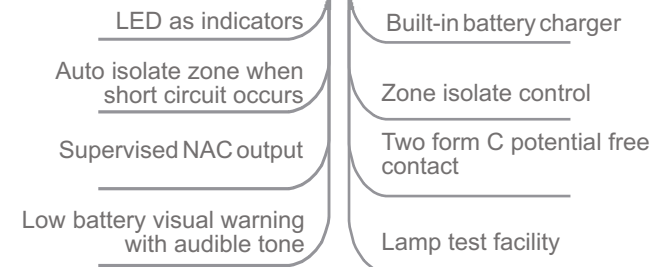 LED as indicators
Built-in battery charger
Auto isolate zone when
short circuit occurs
Zone isolate control
Supervised NAC output
Two form C potential free
contact
Low battery visual warning
with audible tone
Lamp test facility